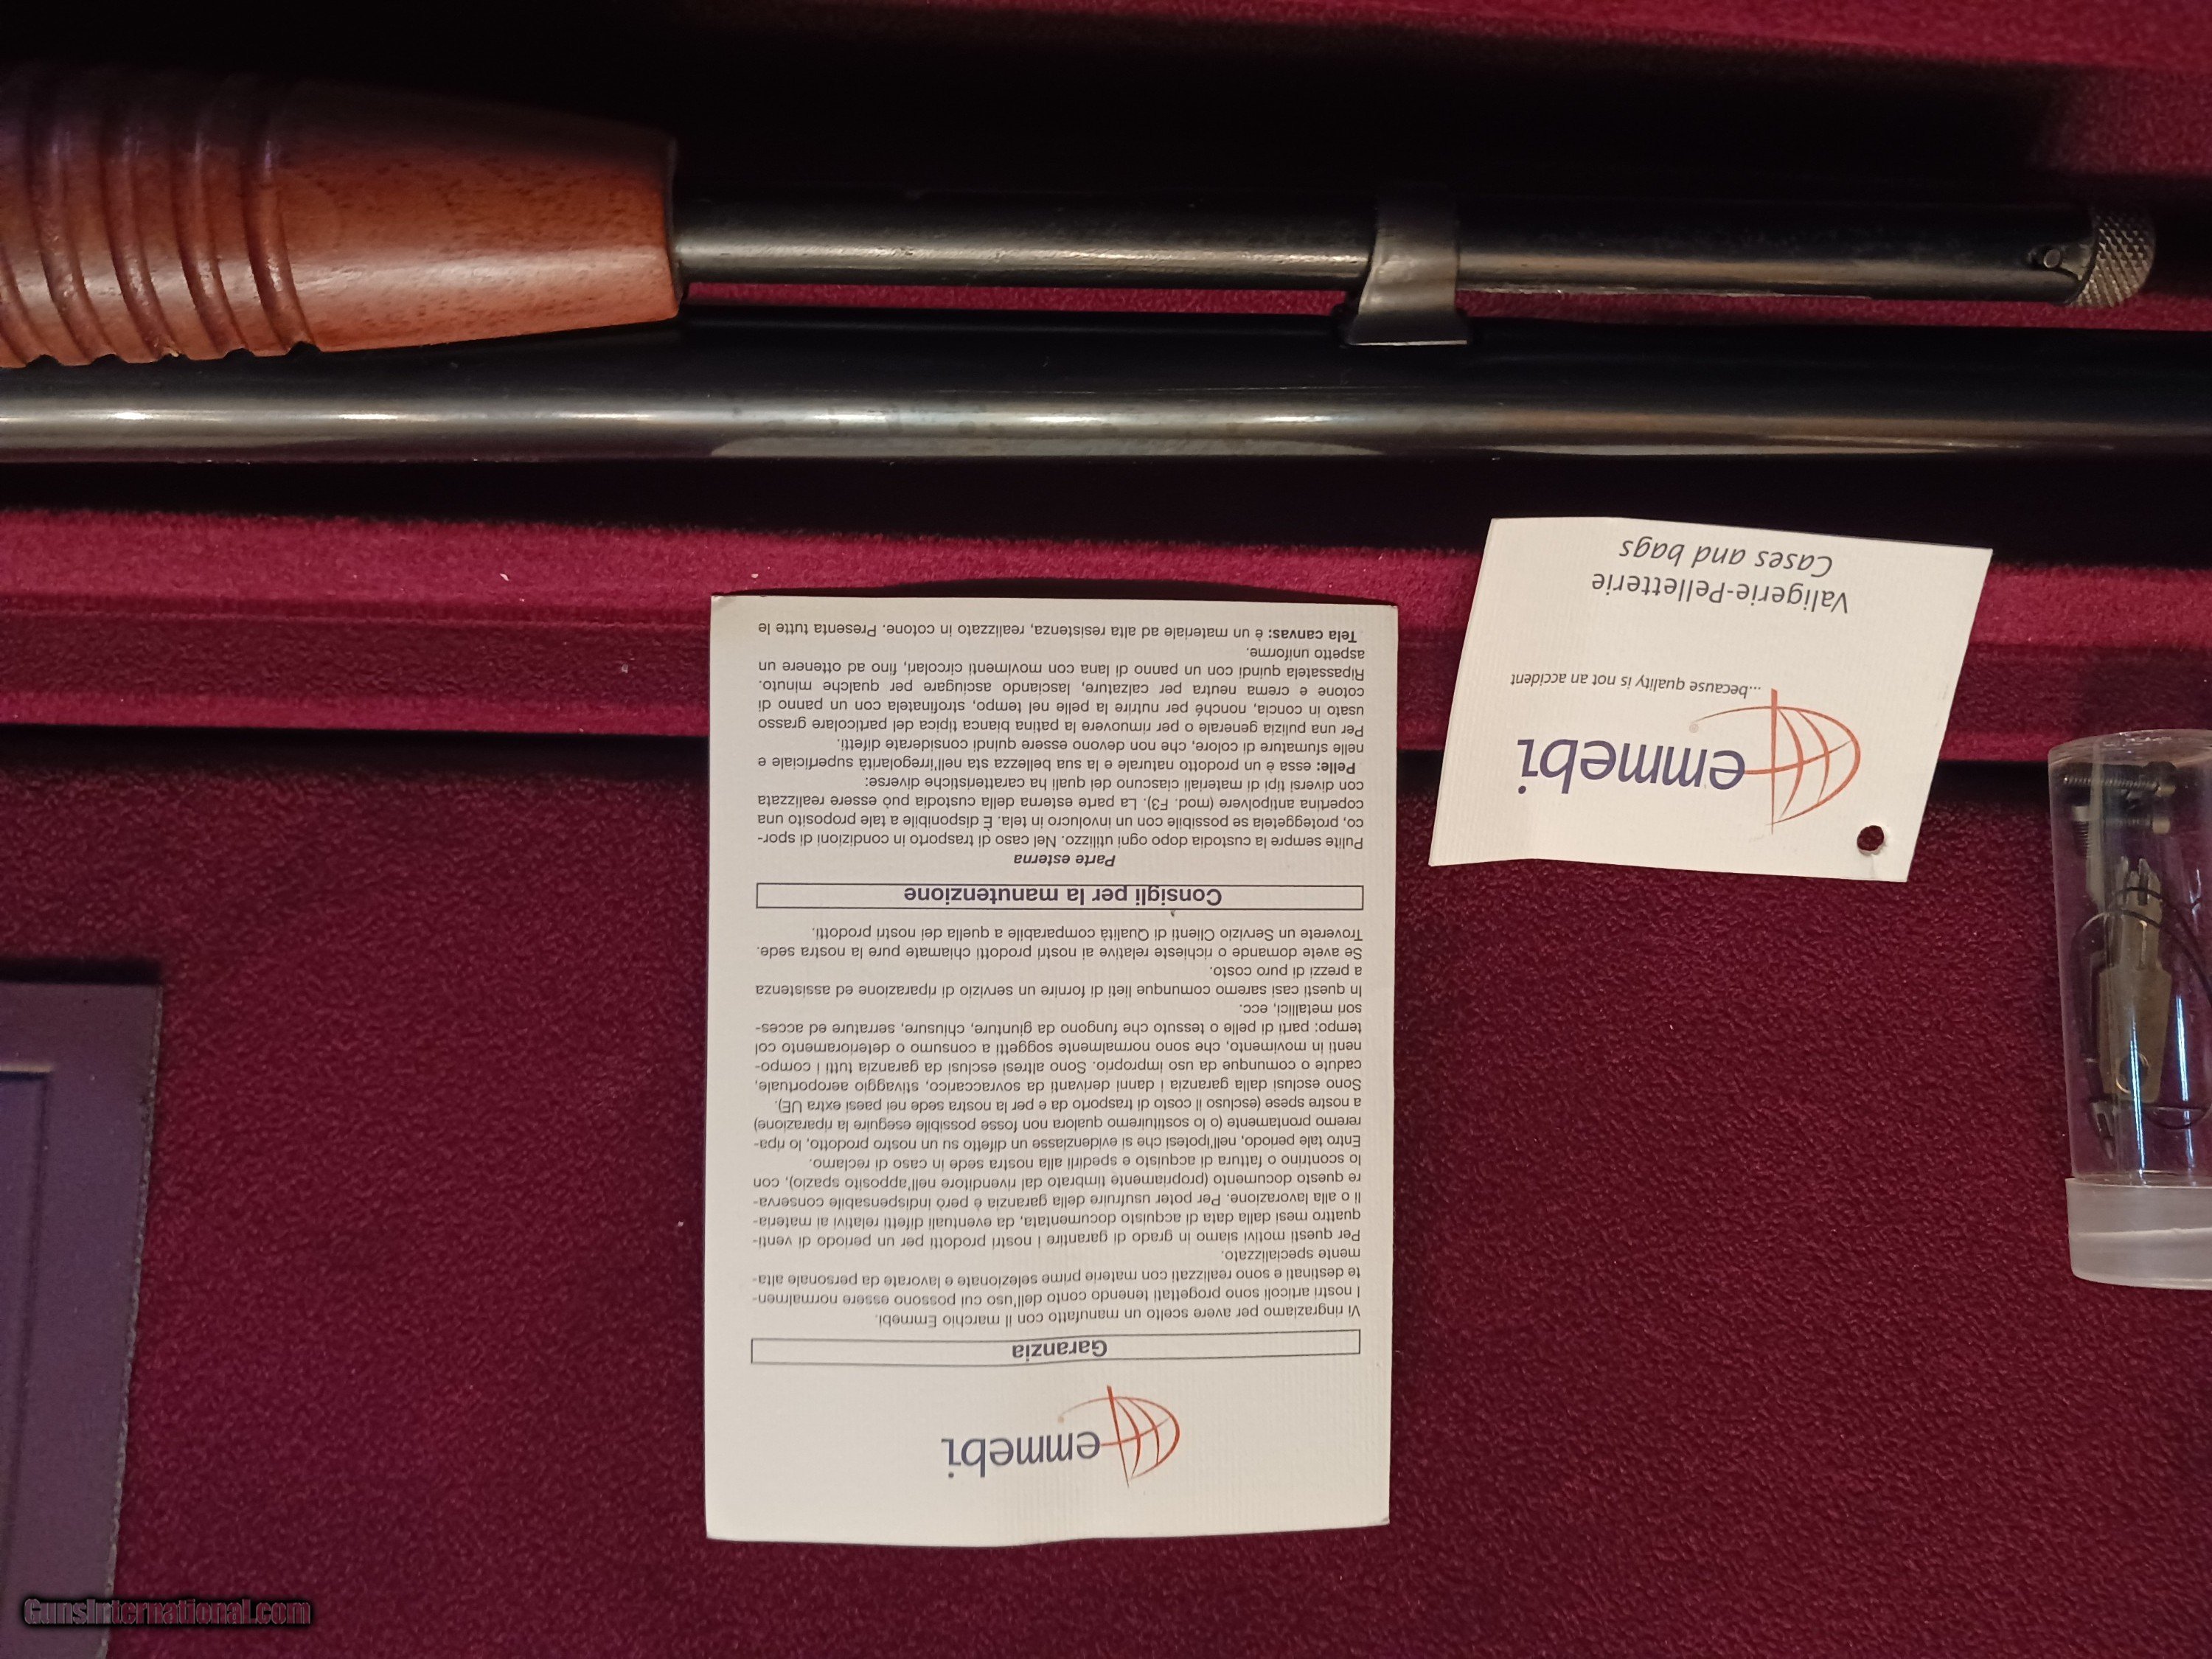 emmebi
Garanzia
Vi ringraziamo per avere scelto un manufatto con il marchio Emmebi.
I nostri articoli sono progettati tenendo conto dell'uso cui possono essere normalmen-
te destinati e sono realizzati con materie prime selezionate e lavorate da personale alta-
mente specializzato.
Per questi motivi siamo in grado di garantire i nostri prodotti per un periodo di venti-
quattro mesi dalla data di acquisto documentata, da eventuali difetti relativi ai materia-
li o alla lavorazione. Per poter usufruire della garanzia è però indispensabile conserva-
re questo documento (propriamente timbrato dal rivenditore nell'apposito spazio), con
lo scontrino o fattura di acquisto e spedirli alla nostra sede in caso di reclamo.
Entro tale periodo, nell'ipotesi che si evidenziasse un difetto su un nostro prodotto, lo ripa-
reremo prontamente (o lo sostituiremo qualora non fosse possibile eseguire la riparazione)
a nostre spese (escluso il costo di trasporto da e per la nostra sede nei paesi extra UE).
Sono esclusi dalla garanzia i danni derivanti da sovraccarico, stivaggio aeroportuale,
cadute o comunque da uso improprio. Sono altresì esclusi da garanzia tutti i compo-
nenti in movimento, che sono normalmente soggetti a consumo o deterioramento col
tempo: parti di pelle o tessuto che fungono da giunture, chiusure, serrature ed acces-
sori metallici, ecc.
In questi casi saremo comunque lieti di fornire un servizio di riparazione ed assistenza
a prezzi di puro costo.
Se avete domande o richieste relative ai nostri prodotti chiamate pure la nostra sede.
Troverete un Servizio Clienti di Qualità comparabile a quella dei nostri prodotti.
Consigli per la manutenzione
Parte esterna
Pulite sempre la custodia dopo ogni utilizzo. Nel caso di trasporto in condizioni di spor-
co, proteggetela se possibile con un involucro in tela. È disponibile a tale proposito una
copertina antipolvere (mod. F3). La parte esterna della custodia può essere realizzata
con diversi tipi di materiali ciascuno dei quali ha caratteristiche diverse:
Pelle: essa è un prodotto naturale e la sua bellezza sta nell'irregolarità superficiale e
nelle sfumature di colore, che non devono essere quindi considerate difetti.
Per una pulizia generale o per rimuovere la patina bianca tipica del particolare grasso
usato in concia, nonché per nutrire la pelle nel tempo, strofinatela con un panno di
cotone e crema neutra per calzature, lasciando asciugare per qualche minuto.
Ripassatela quindi con un panno di lana con movimenti circolari, fino ad ottenere un
aspetto uniforme.
Tela canvas: è un materiale ad alta resistenza, realizzato in cotone. Presenta tutte le
emmebi
...because quality is not an accident
Valigerie-Pelletterie
Cases and bags
GunsInternational.com